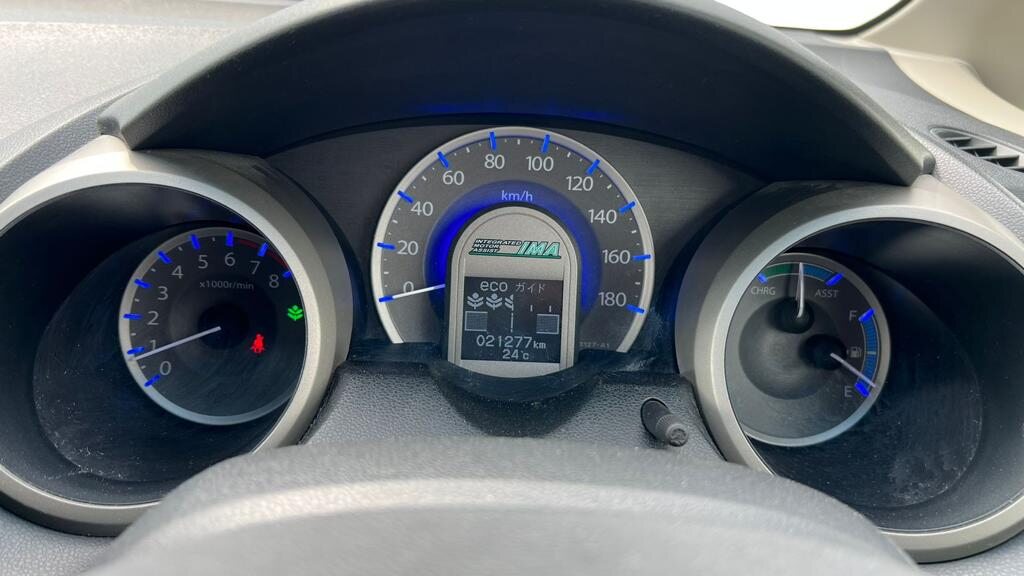 0 1 2 3 4 5 6 7 8
x1000r/min
0 20 40 60 80 100 120 140 160 180
km/h
INTEGRATED
MOTOR
ASSIST
IMA
eco ガイド
021277km
24℃
CHRG ASST
F
E